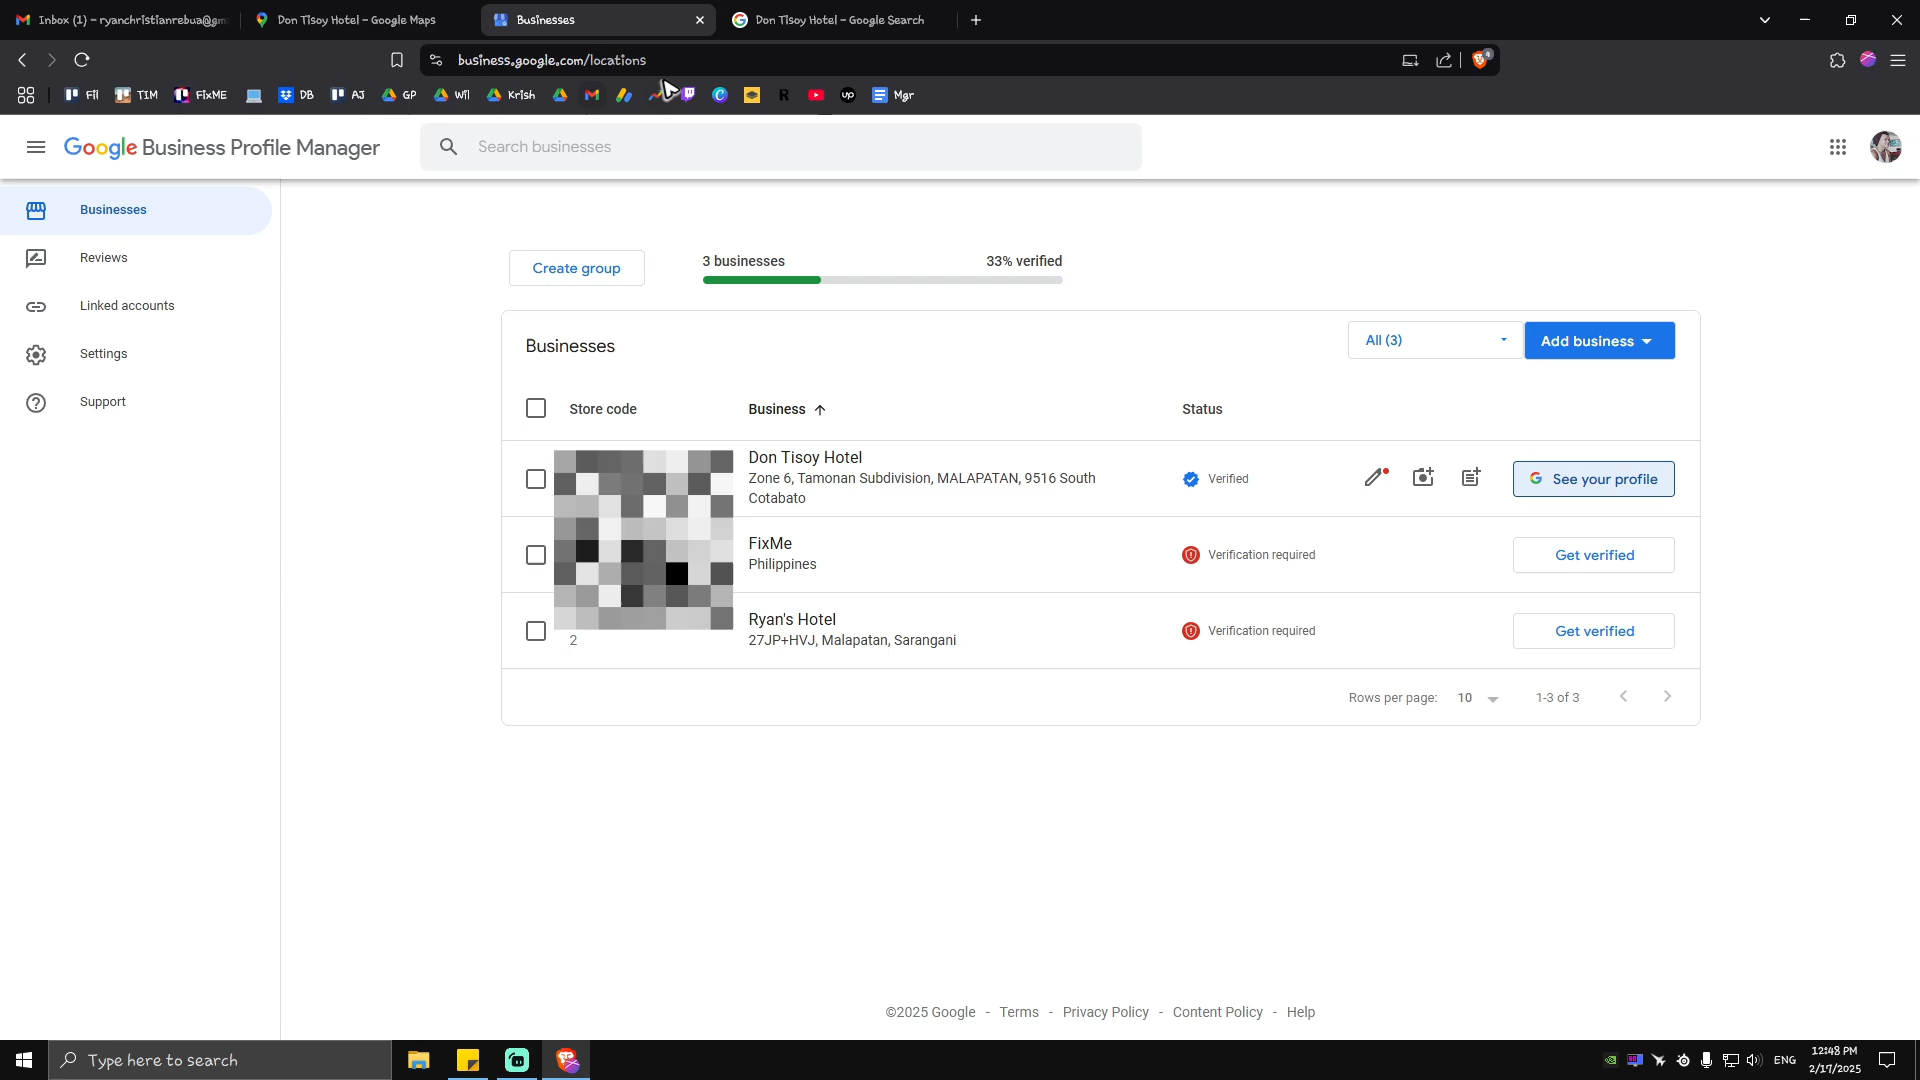 Inbox (1) - ryanchristianrebua@gm
Don Tisoy Hotel - Google Maps
Businesses
Don Tisoy Hotel - Google Search
business.google.com/locations
4
Fil
TIM
FixME
DB
AJ
GP
Wil
Krish
Mgr
Google Business Profile Manager
Search businesses
Businesses
Reviews
Linked accounts
Settings
Support
Create group
3 businesses
33% verified
Businesses
All (3)
Add business
Store code
Business
Status
Don Tisoy Hotel
Zone 6, Tamonan Subdivision, MALAPATAN, 9516 South
Cotabato
Verified
See your profile
FixMe
Philippines
Verification required
Get verified
Ryan's Hotel
2
27JP+HVJ, Malapatan, Sarangani
Verification required
Get verified
Rows per page:
10
1-3 of 3
©2025 Google - Terms - Privacy Policy - Content Policy - Help
Type here to search
ENG
12:48 PM
2/17/2025